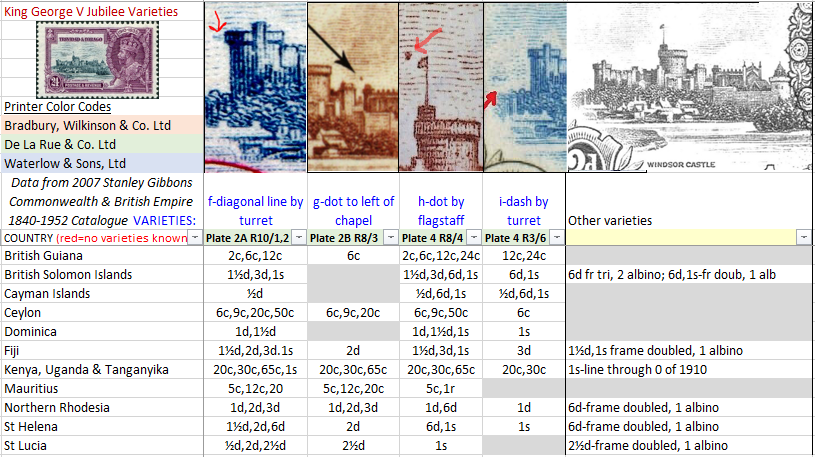 King George V Jubilee Varieties
TRINIDAD & TOBAGO
POSTAGE & REVENUE
Printer Color Codes
Bradbury, Wilkinson & Co. Ltd
De La Rue & Co. Ltd
Waterlow & Sons, Ltd
WINDSOR CASTLE
Data from 2007 Stanley Gibbons
Commonwealth & British Empire
1840-1952 Catalogue VARIETIES:
f-diagonal line by
turret
g-dot to left of
chapel
h-dot by
flagstaff
i-dash by
turret
Other varieties
COUNTRY (red=no varieties known Plate 2A R10/1,2 Plate 2B R8/3 Plate 4 R8/4 Plate 4 R3/6
British Guiana 2c,6c,12c 6c 2c,6c,12c,24c 12c,24c
British Solomon Islands 1½d,3d,1s 1½d,3d,6d,1s 6d,1s 6d fr tri, 2 albino; 6d,1s-fr doub, 1 alb
Cayman Islands ½d ½d,6d,1s ½d,6d,1s
Ceylon 6c,9c,20c,50c 6c,9c,20c 6c,9c,50c 6c
Dominica 1d,1½d 1d,1½d,1s 1s
Fiji 1½d,2d,3d.1s 2d 1½d,3d,1s 3d 1½d,1s frame doubled, 1 albino
Kenya, Uganda & Tanganyika 20c,30c,65c,1s 20c,30c,65c 20c,30c,65c 20c,30c 1s-line through 0 of 1910
Mauritius 5c,12c,20 5c,12c,20c 5c,1r
Northern Rhodesia 1d,2d,3d 1d,2d,3d 1d,6d 1d 6d-frame doubled, 1 albino
St Helena 1½d,2d,6d 2d 6d,1s 1s 6d-frame doubled, 1 albino
St Lucia ½d,2d,2½d 2½d 1s 2½d-frame doubled, 1 albino